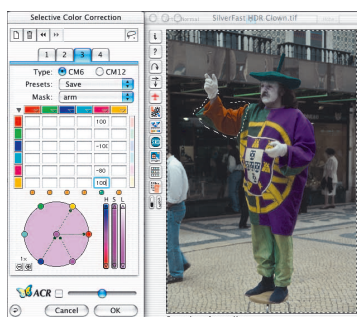 Selective Color Correction
SilverFast HDR Clown.tif
1 2 3 4
Type: CM6 CM12
Presets: Save
Mask: arm
100
-100
-80
100
H S L
1x
ACR
Cancel OK